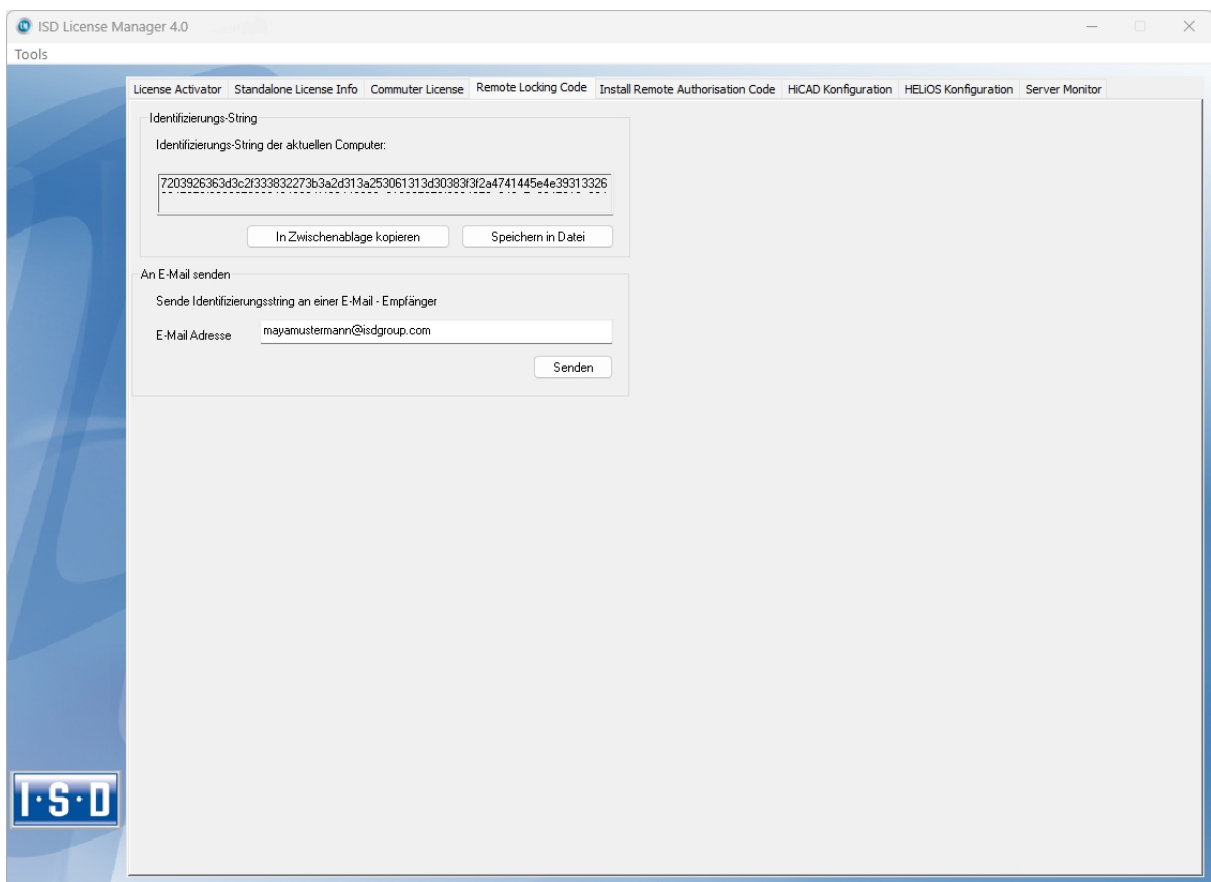 ISD License Manager 4.0
Tools
License Activator Standalone License Info Commuter License Remote Locking Code Install Remote Authorisation Code HiCAD Konfiguration HELiOS Konfiguration Server Monitor
Identifizierungs-String
Identifizierungs-String der aktuellen Computer:
7203926363d3c2f333832273b3a2d313a253061313d30383f3f2a4741445e4e39313326
In Zwischenablage kopieren Speichern in Datei
An E-Mail senden
Sende Identifizierungsstring an einer E-Mail - Empfänger
E-Mail Adresse mayamustermann@isdgroup.com
Senden
I·S·D